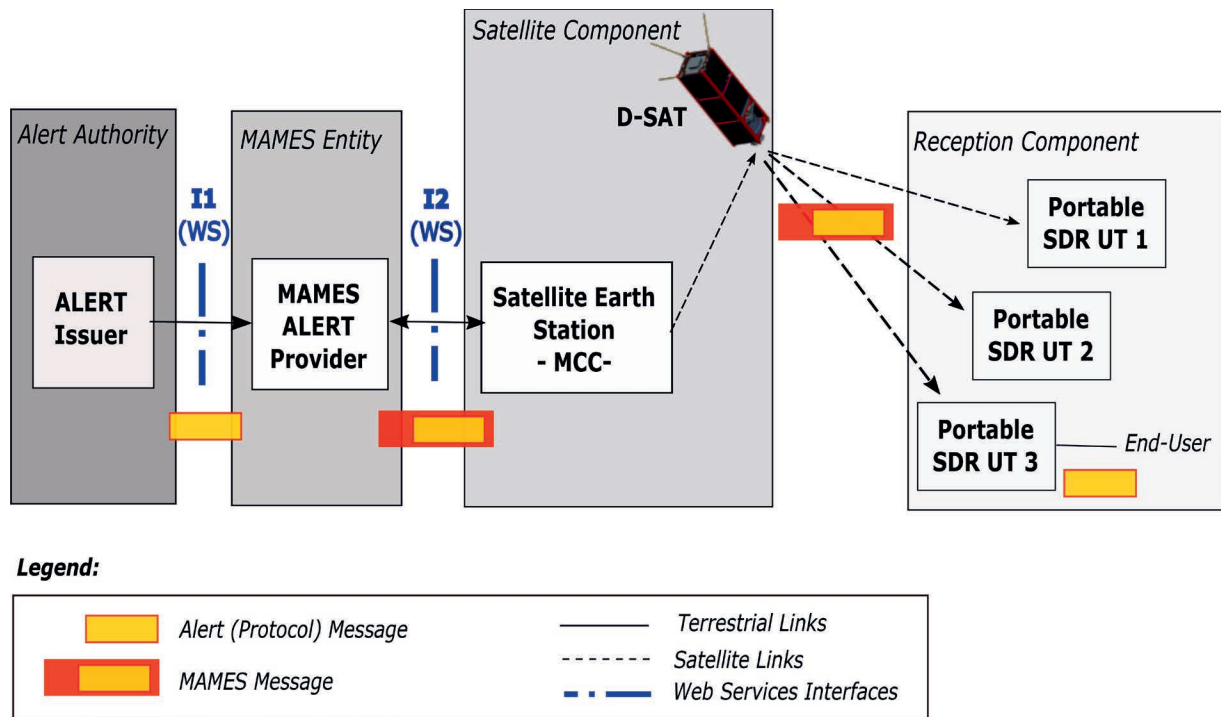 Satellite Component
D-SAT
Alert Authority
MAMES Entity
Reception Component
I1
(WS)
I2
(WS)
ALERT
Issuer
MAMES
ALERT
Provider
Satellite Earth
Station
- MCC-
Portable
SDR UT 1
Portable
SDR UT 2
Portable
SDR UT 3
End-User
Legend:
Alert (Protocol) Message
MAMES Message
Terrestrial Links
Satellite Links
Web Services Interfaces